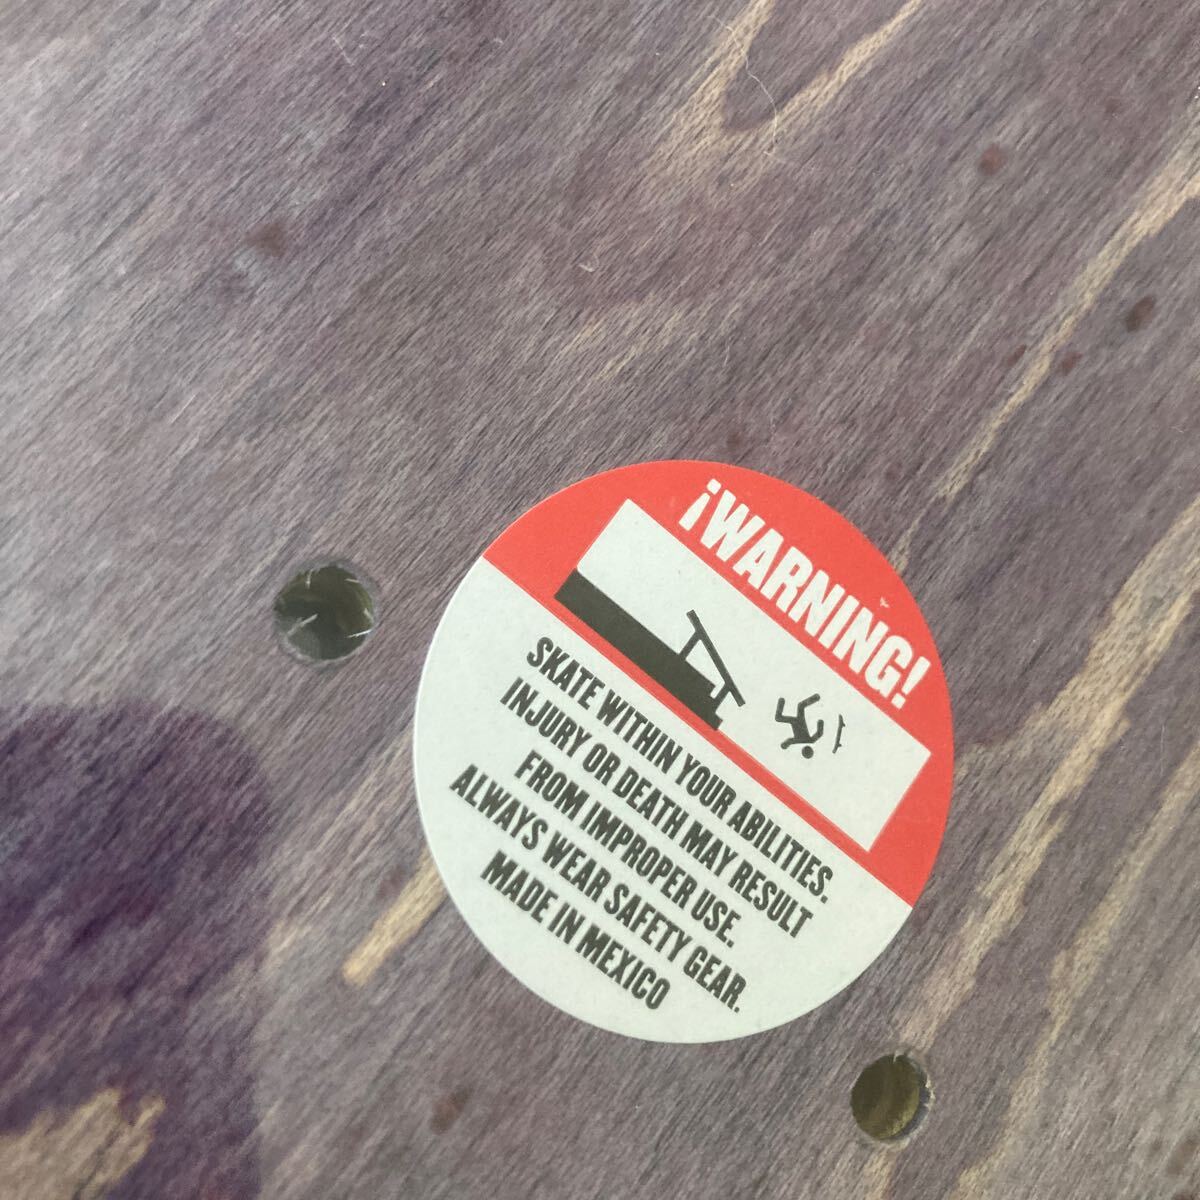 ¡WARNING!
SKATE WITHIN YOUR ABILITIES.
INJURY OR DEATH MAY RESULT
FROM IMPROPER USE.
ALWAYS WEAR SAFETY GEAR.
MADE IN MEXICO